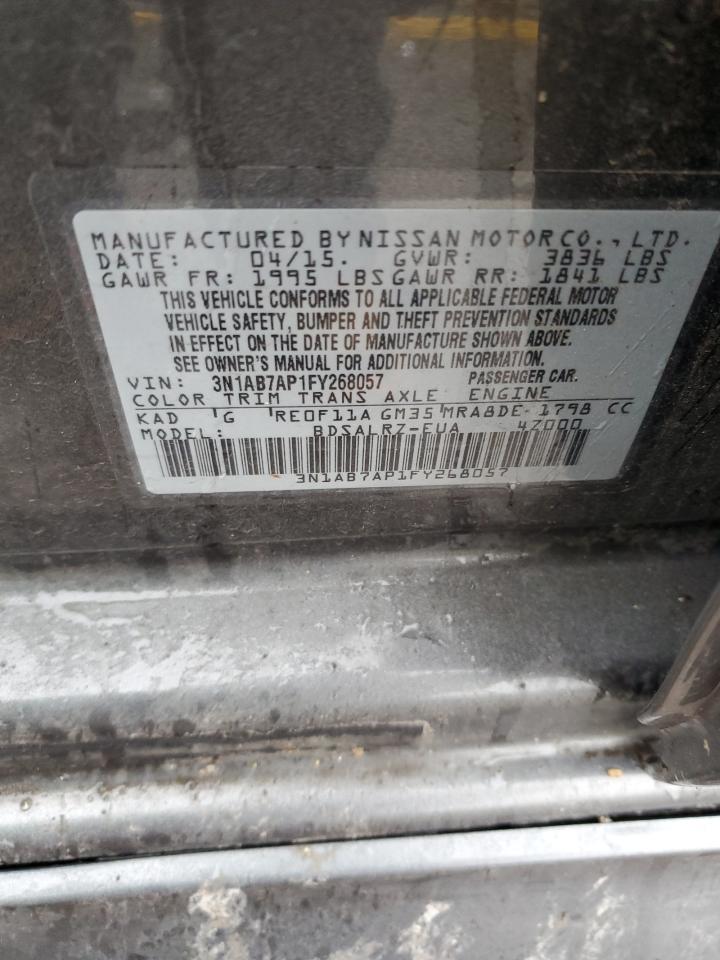 MANUFACTURED BY NISSAN MOTOR CO., LTD.
DATE: 04/15. GVWR: 3836 LBS
GAWR FR: 1995 LBS GAWR RR: 1841 LBS
THIS VEHICLE CONFORMS TO ALL APPLICABLE FEDERAL MOTOR
VEHICLE SAFETY, BUMPER AND THEFT PREVENTION STANDARDS
IN EFFECT ON THE DATE OF MANUFACTURE SHOWN ABOVE.
SEE OWNER'S MANUAL FOR ADDITIONAL INFORMATION.
VIN: 3N1AB7AP1FY268057 PASSENGER CAR.
COLOR TRIM TRANS AXLE ENGINE
KAD G RE0F11A GM35 MRA8DE 1798 CC
MODEL: BDSALRZ-EUA 4Z000
3N1AB7AP1FY268057